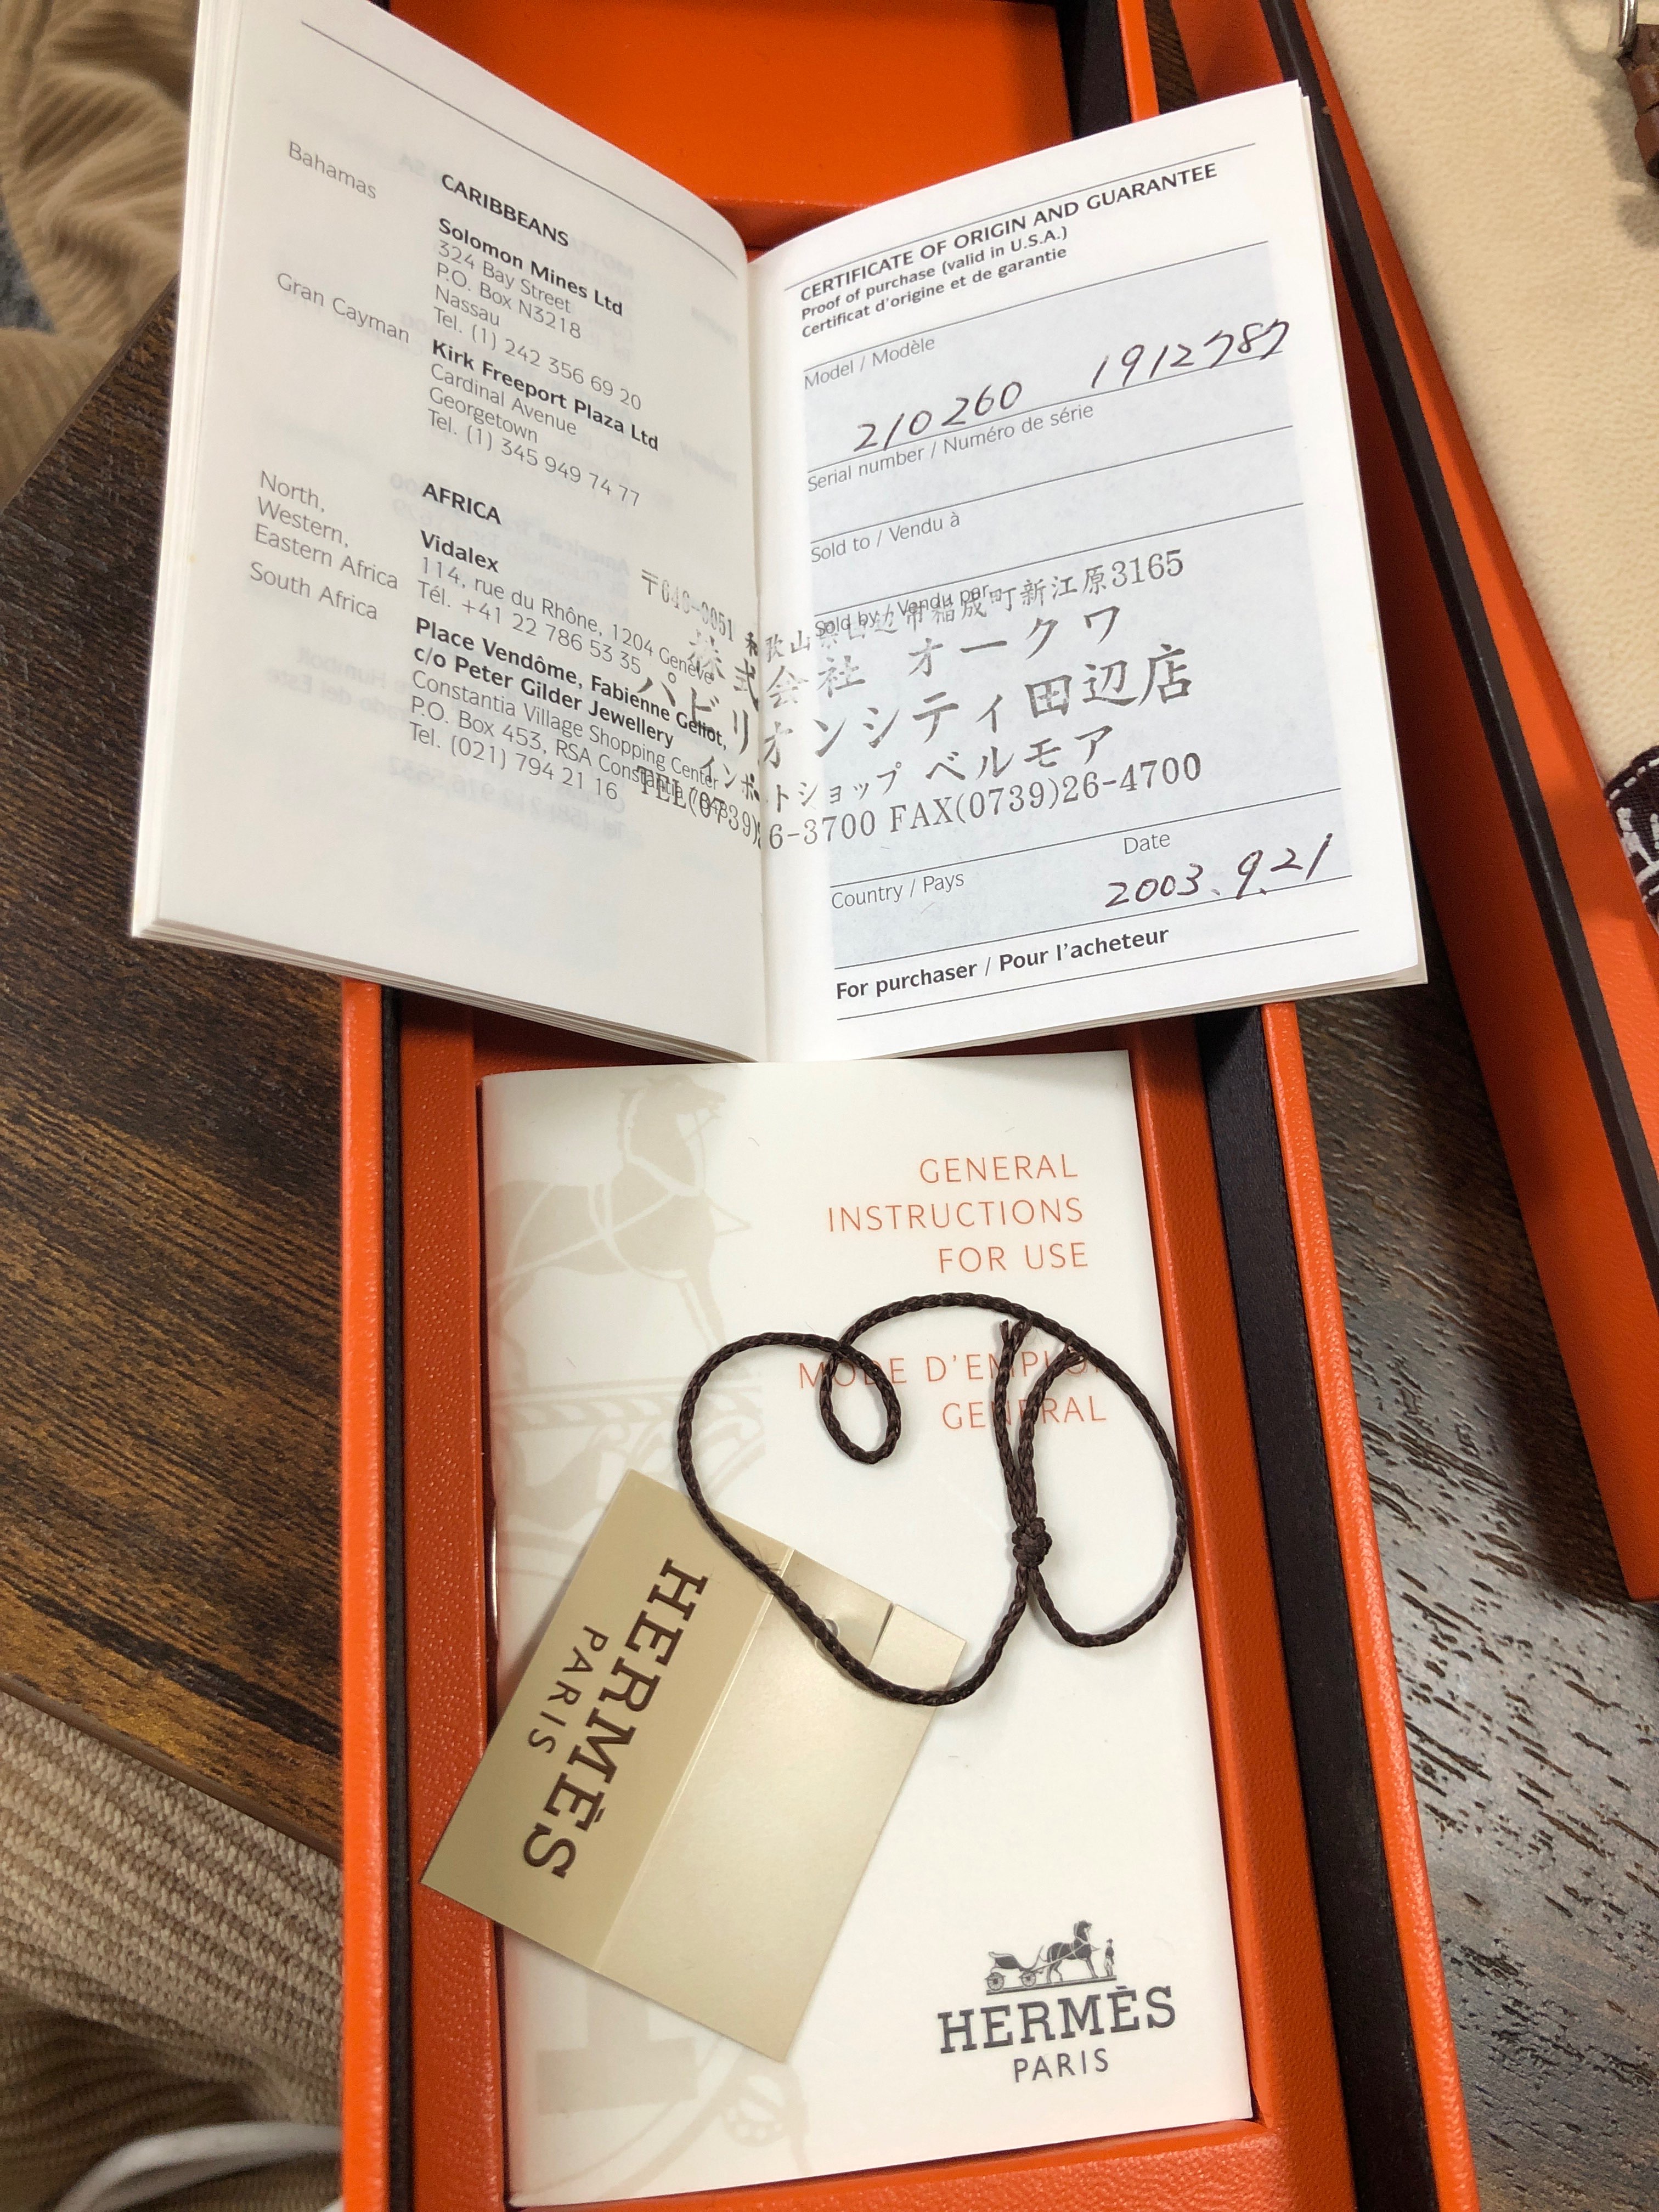 CARIBBEANS
Bahamas
Solomon Mines Ltd
324 Bay Street
P.O. Box N3218
Nassau
Tel. (1) 242 356 69 20
Gran Cayman
Kirk Freeport Plaza Ltd
Cardinal Avenue
Georgetown
Tel. (1) 345 949 74 77
AFRICA
North,
Western,
Eastern Africa
Vidalex
114, rue du Rhône, 1204 Genève
Tél. +41 22 786 53 35
South Africa
Place Vendôme, Fabienne Geliot,
c/o Peter Gilder Jewellery
Constantia Village Shopping Center
P.O. Box 453, RSA Constantia
Tel. (021) 794 21 16
CERTIFICATE OF ORIGIN AND GUARANTEE
Proof of purchase (valid in U.S.A.)
Certificat d'origine et de garantie
Model / Modèle
210260 1912787
Serial number / Numéro de série
Sold to / Vendu à
Sold by / Vendu par
田辺市稲成町新江原3165
株式会社 オークワ
パビリオンシティ田辺店
インポートショップ ベルモア
TEL(0739)26-3700 FAX(0739)26-4700
Country / Pays
Date
2003.9.21
For purchaser / Pour l'acheteur
GENERAL
INSTRUCTIONS
FOR USE
MODE D'EMPLOI
GENERAL
HERMÈS
PARIS
HERMÈS
PARIS